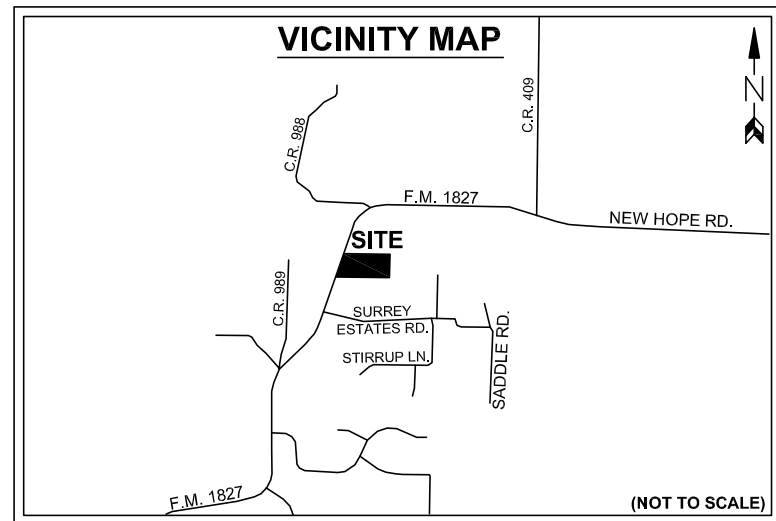 VICINITY MAP
N
C.R. 409
C.R. 988
F.M. 1827
NEW HOPE RD.
SITE
C.R. 989
SURREY
ESTATES RD.
STIRRUP LN.
SADDLE RD.
F.M. 1827
(NOT TO SCALE)